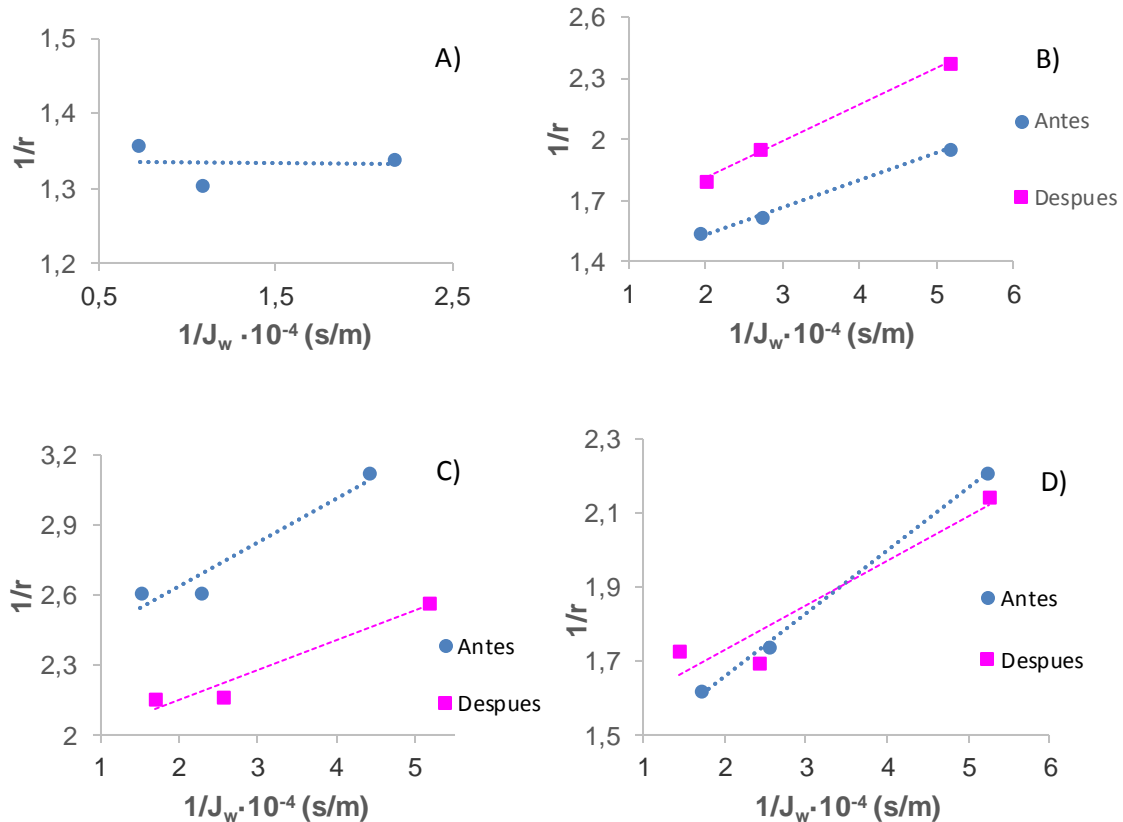 A)
1,5
1,4
1,3
1,2
1/r
0,5
1,5
2,5
1/Jw ·10⁻⁴ (s/m)
B)
2,6
2,3
2
1,7
1,4
1/r
1
2
3
4
5
6
1/Jw·10⁻⁴ (s/m)
Antes
Despues
C)
3,2
2,9
2,6
2,3
2
1/r
1
2
3
4
5
1/Jw·10⁻⁴ (s/m)
Antes
Despues
D)
2,3
2,1
1,9
1,7
1,5
1/r
1
2
3
4
5
6
1/Jw·10⁻⁴ (s/m)
Antes
Despues